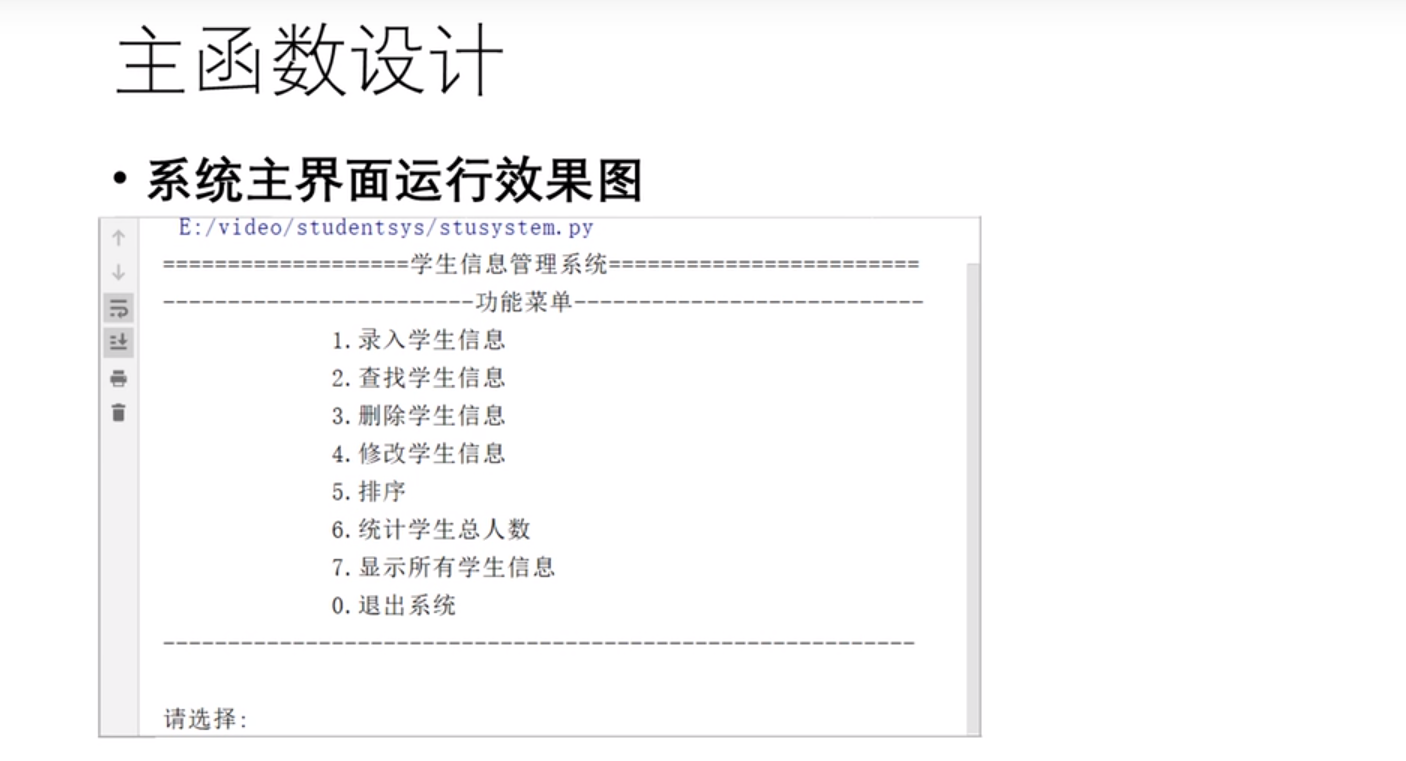 主函数设计
• 系统主界面运行效果图
E:/video/studentsys/stusystem.py
===================学生信息管理系统========================
------------------------功能菜单---------------------------
1.录入学生信息
2.查找学生信息
3.删除学生信息
4.修改学生信息
5.排序
6.统计学生总人数
7.显示所有学生信息
0.退出系统
----------------------------------------------------------
请选择: